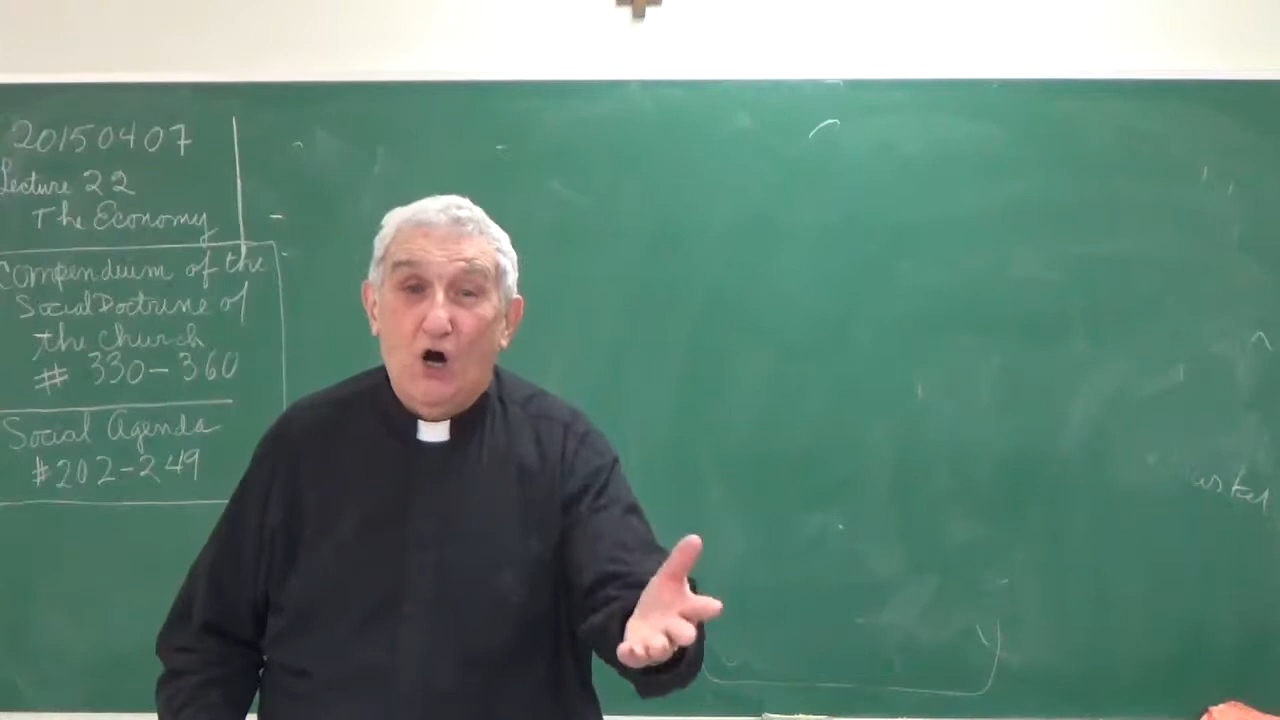 20150407
Lecture 22
The Economy
Compendium of the
Social Doctrine of
the church
# 330-360
Social Agenda
#202-249